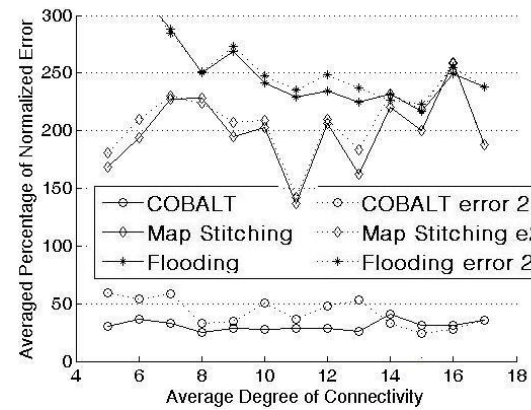 300
250
200
150
100
50
0
Averaged Percentage of Normalized Error
COBALT
Map Stitching
Flooding
COBALT error 2
Map Stitching e2
Flooding error 2
4 6 8 10 12 14 16 18
Average Degree of Connectivity